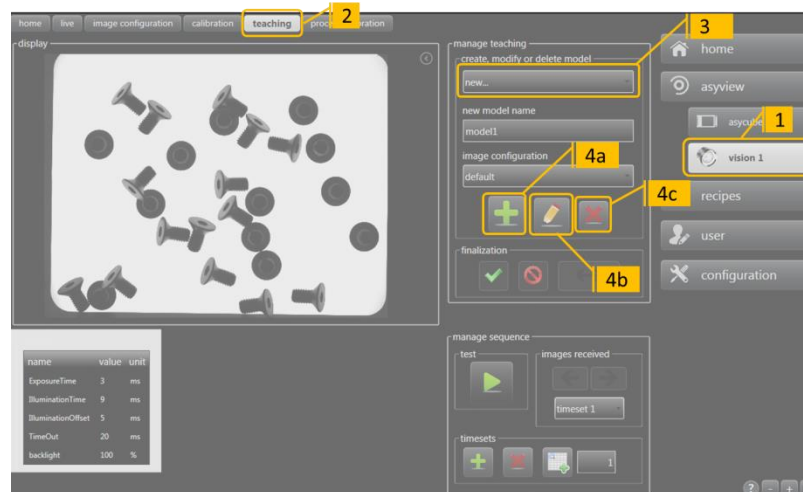 home live image configuration calibration teaching
2
display
manage teaching
create, modify or delete model
3
new...
new model name
model1
image configuration
default
4a
4b
4c
finalization
home
asyview
1
vision 1
recipes
user
configuration
name value unit
ExposureTime 3 ms
IlluminationTime 9 ms
IlluminationOffset 5 ms
TimeOut 20 ms
backlight 100 %
manage sequence
test
images received
timeset 1
timesets
1
? - +